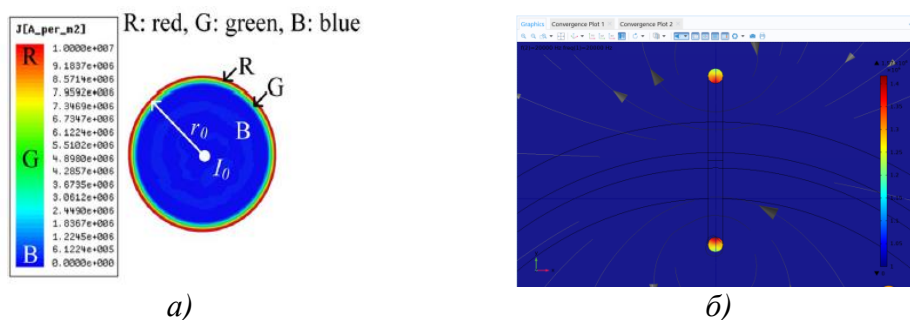 R: red, G: green, B: blue
J[A_per_m2]
1.0000e+007
9.1837e+006
8.5714e+006
7.9592e+006
7.3469e+006
6.7347e+006
6.1224e+006
5.5102e+006
4.8980e+006
4.2857e+006
3.6735e+006
3.0612e+006
2.4490e+006
1.8367e+006
1.2245e+006
6.1224e+005
0.0000e+000
R
G
B
R
G
B
r₀
I₀
а)
Graphics
Convergence Plot 1
Convergence Plot 2
б)